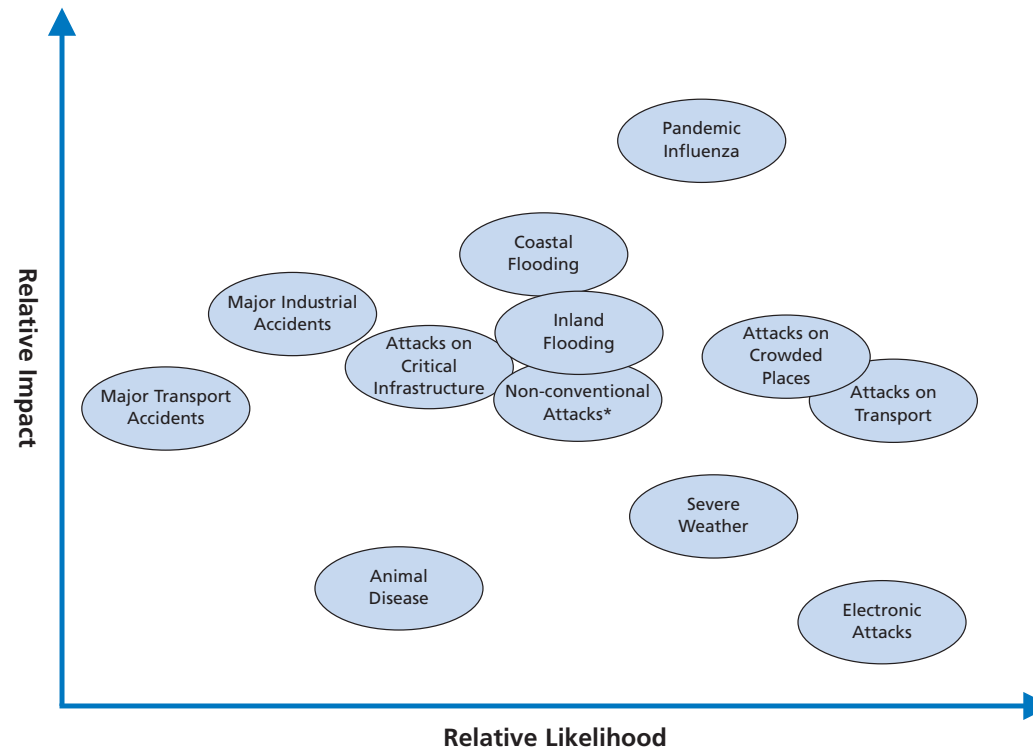 Relative Impact
Pandemic
Influenza
Coastal
Flooding
Major Industrial
Accidents
Inland
Flooding
Attacks on
Critical
Infrastructure
Attacks on
Crowded
Places
Major Transport
Accidents
Non-conventional
Attacks*
Attacks on
Transport
Severe
Weather
Animal
Disease
Electronic
Attacks
Relative Likelihood